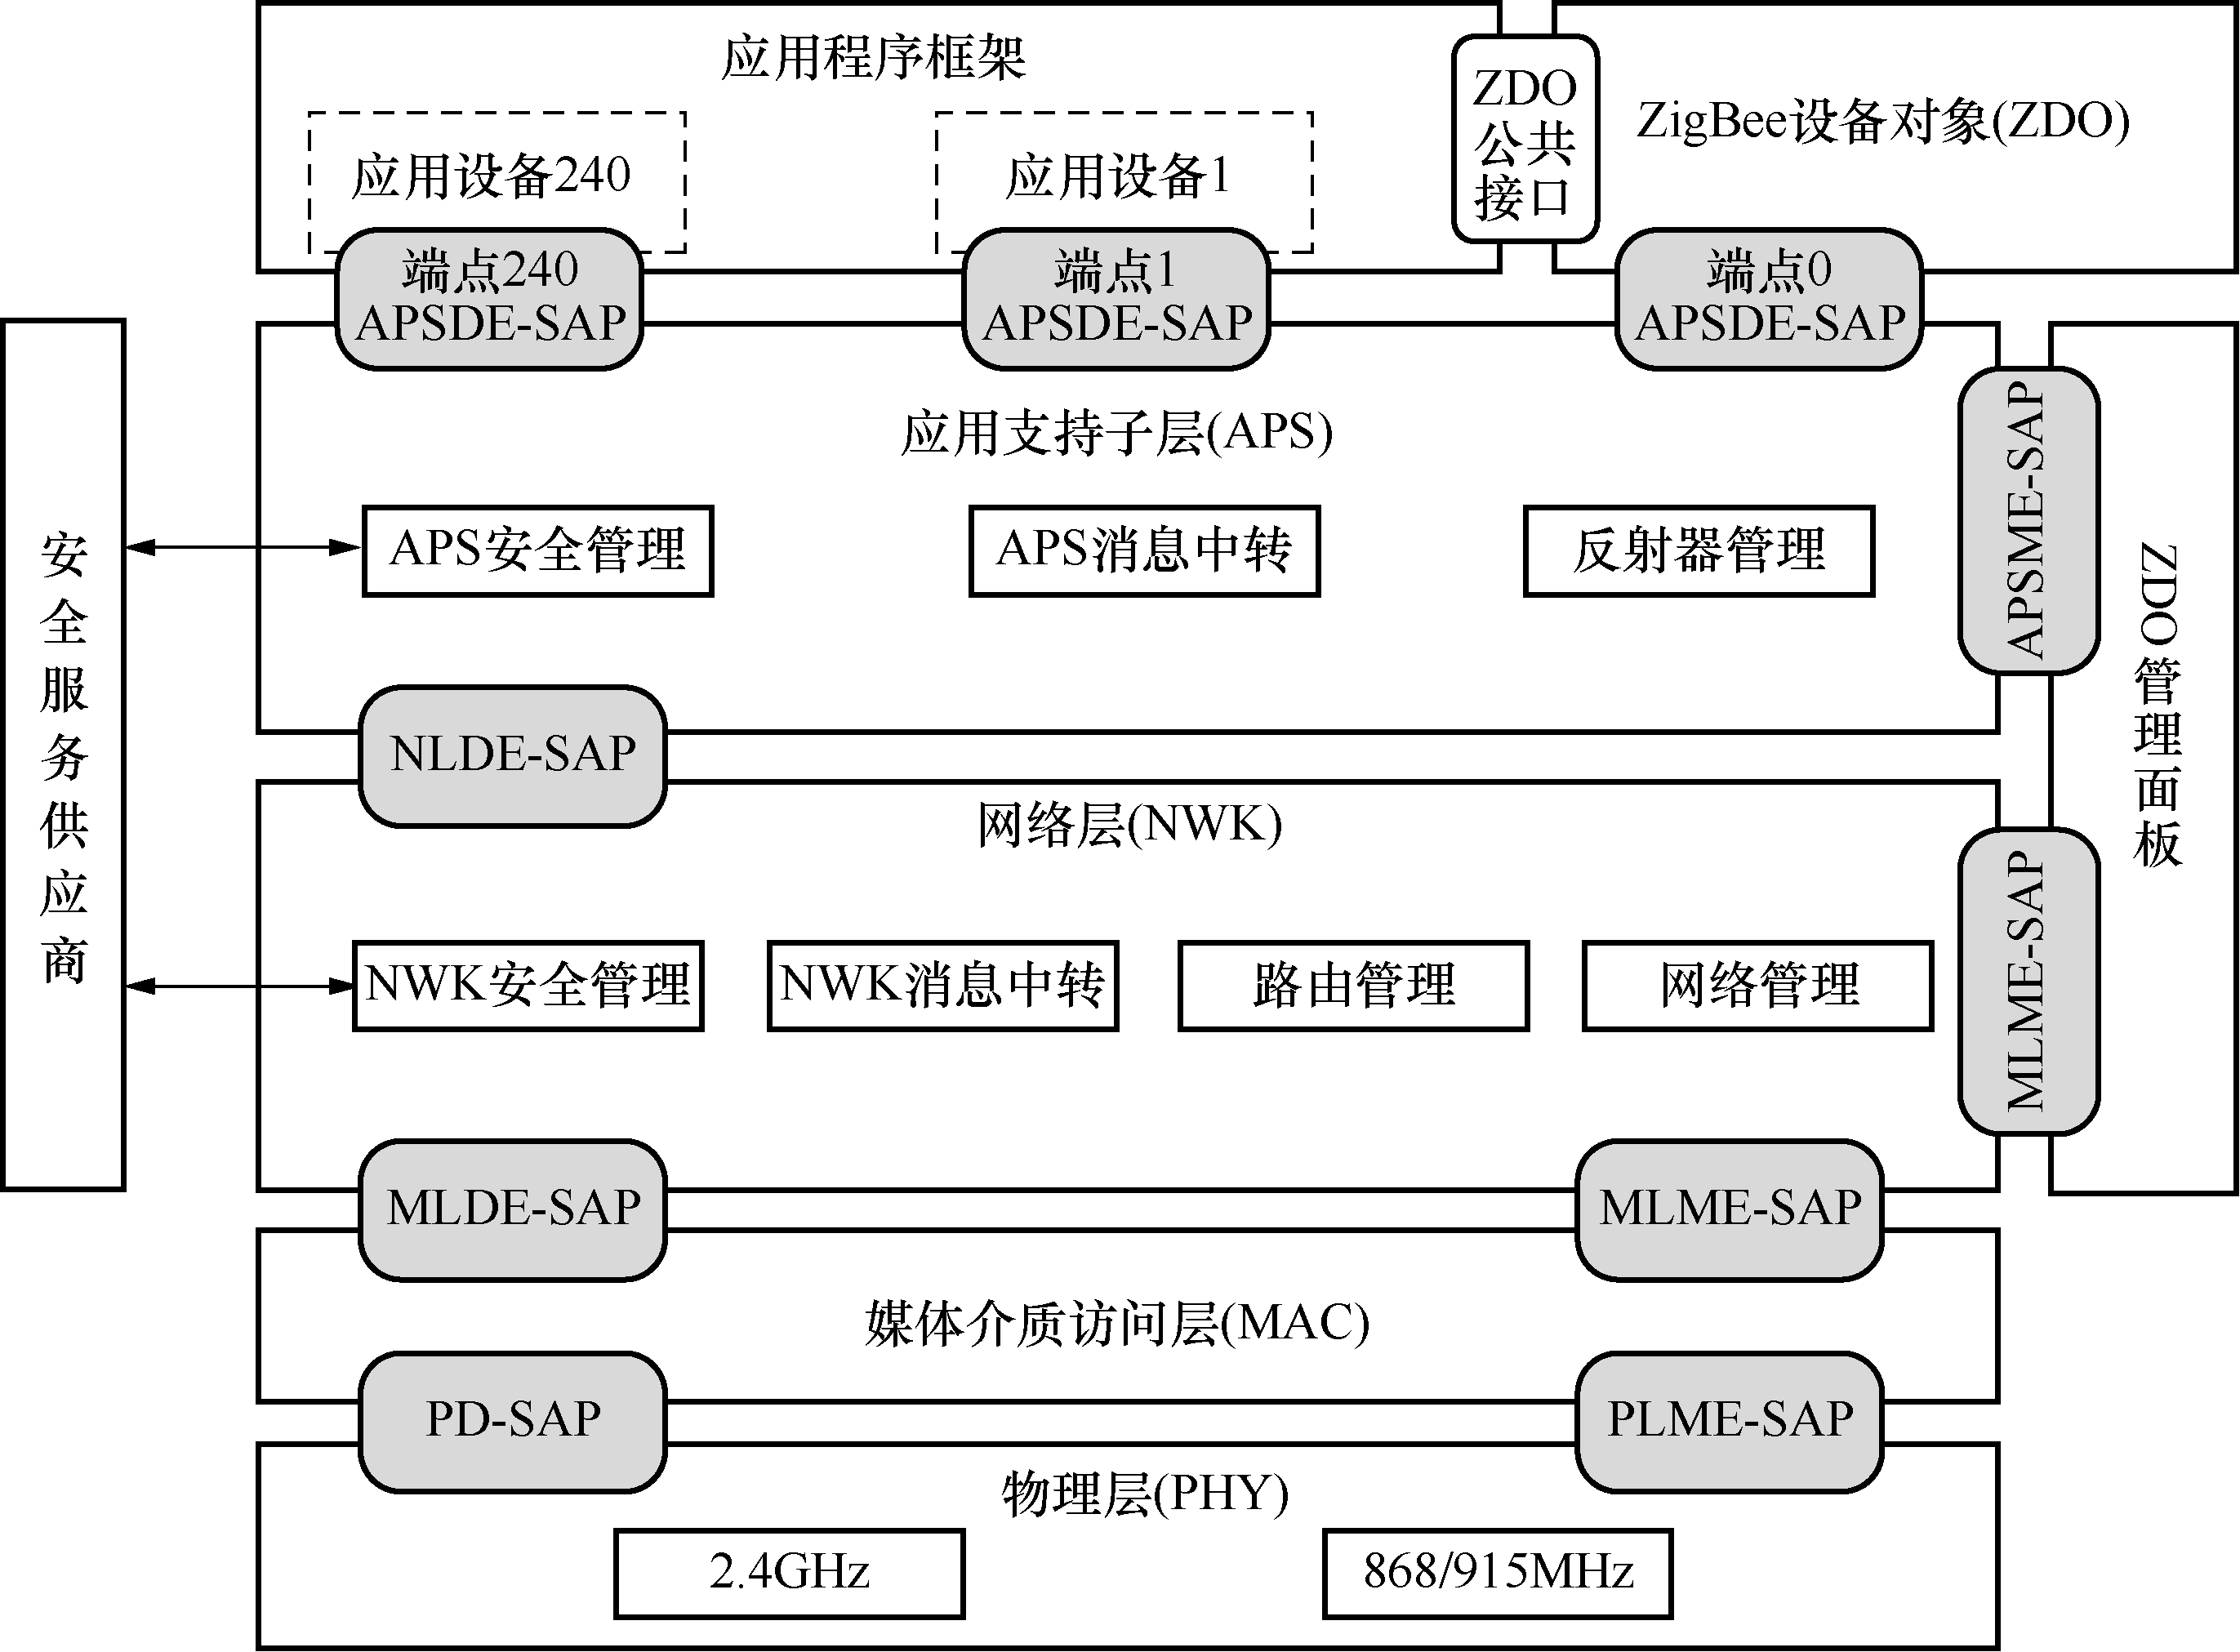 应用程序框架
ZDO
公共
接口
ZigBee设备对象(ZDO)
应用设备240
应用设备1
端点240
APSDE-SAP
端点1
APSDE-SAP
端点0
APSDE-SAP
应用支持子层(APS)
APSME-SAP
安全服务供应商
APS安全管理
APS消息中转
反射器管理
ZDO管理面板
NLDE-SAP
网络层(NWK)
MLME-SAP
NWK安全管理
NWK消息中转
路由管理
网络管理
MLDE-SAP
MLME-SAP
媒体介质访问层(MAC)
PD-SAP
PLME-SAP
物理层(PHY)
2.4GHz
868/915MHz